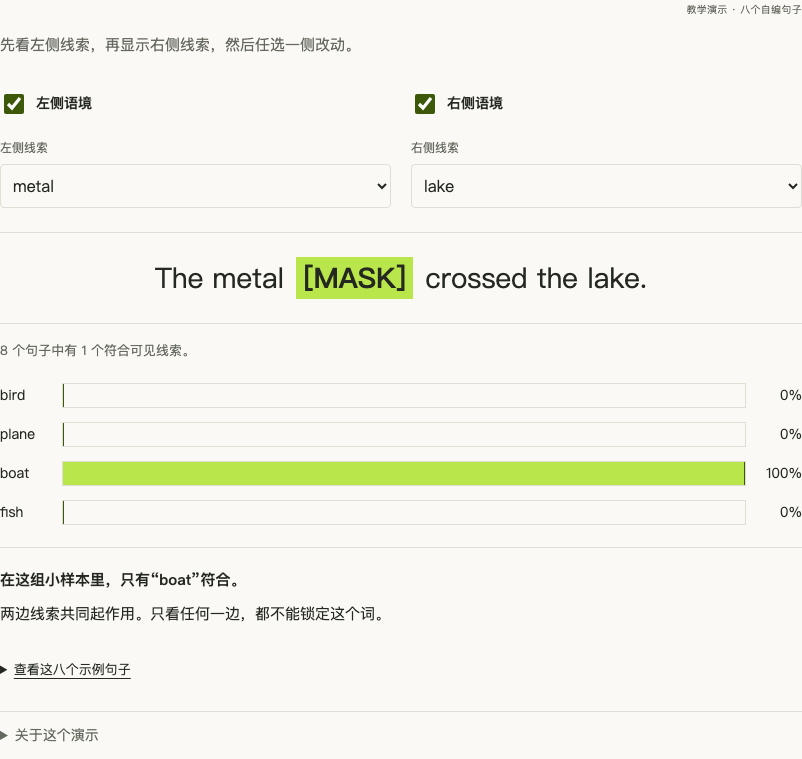 教学演示 · 八个自编句子
先看左侧线索，再显示右侧线索，然后任选一侧改动。
左侧语境 右侧语境
左侧线索 右侧线索
metal lake
The metal [MASK] crossed the lake.
8 个句子中有 1 个符合可见线索。
bird 0%
plane 0%
boat 100%
fish 0%
在这组小样本里，只有“boat”符合。
两边线索共同起作用。只看任何一边，都不能锁定这个词。
查看这八个示例句子
关于这个演示